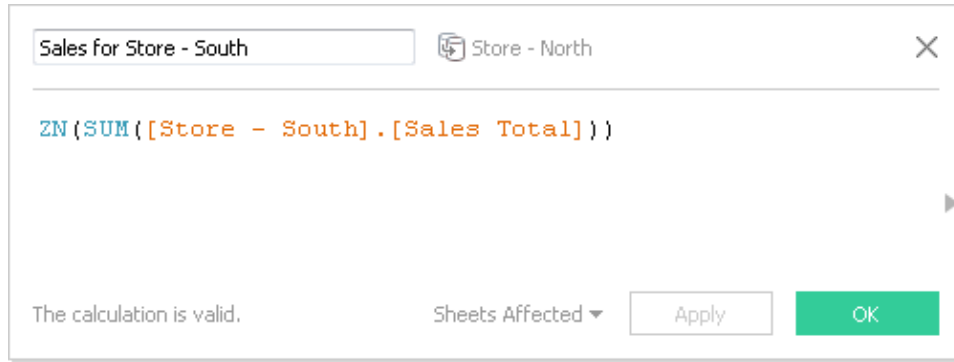 Sales for Store - South
Store - North
ZN(SUM([Store - South].[Sales Total]))
The calculation is valid.
Sheets Affected
Apply
OK